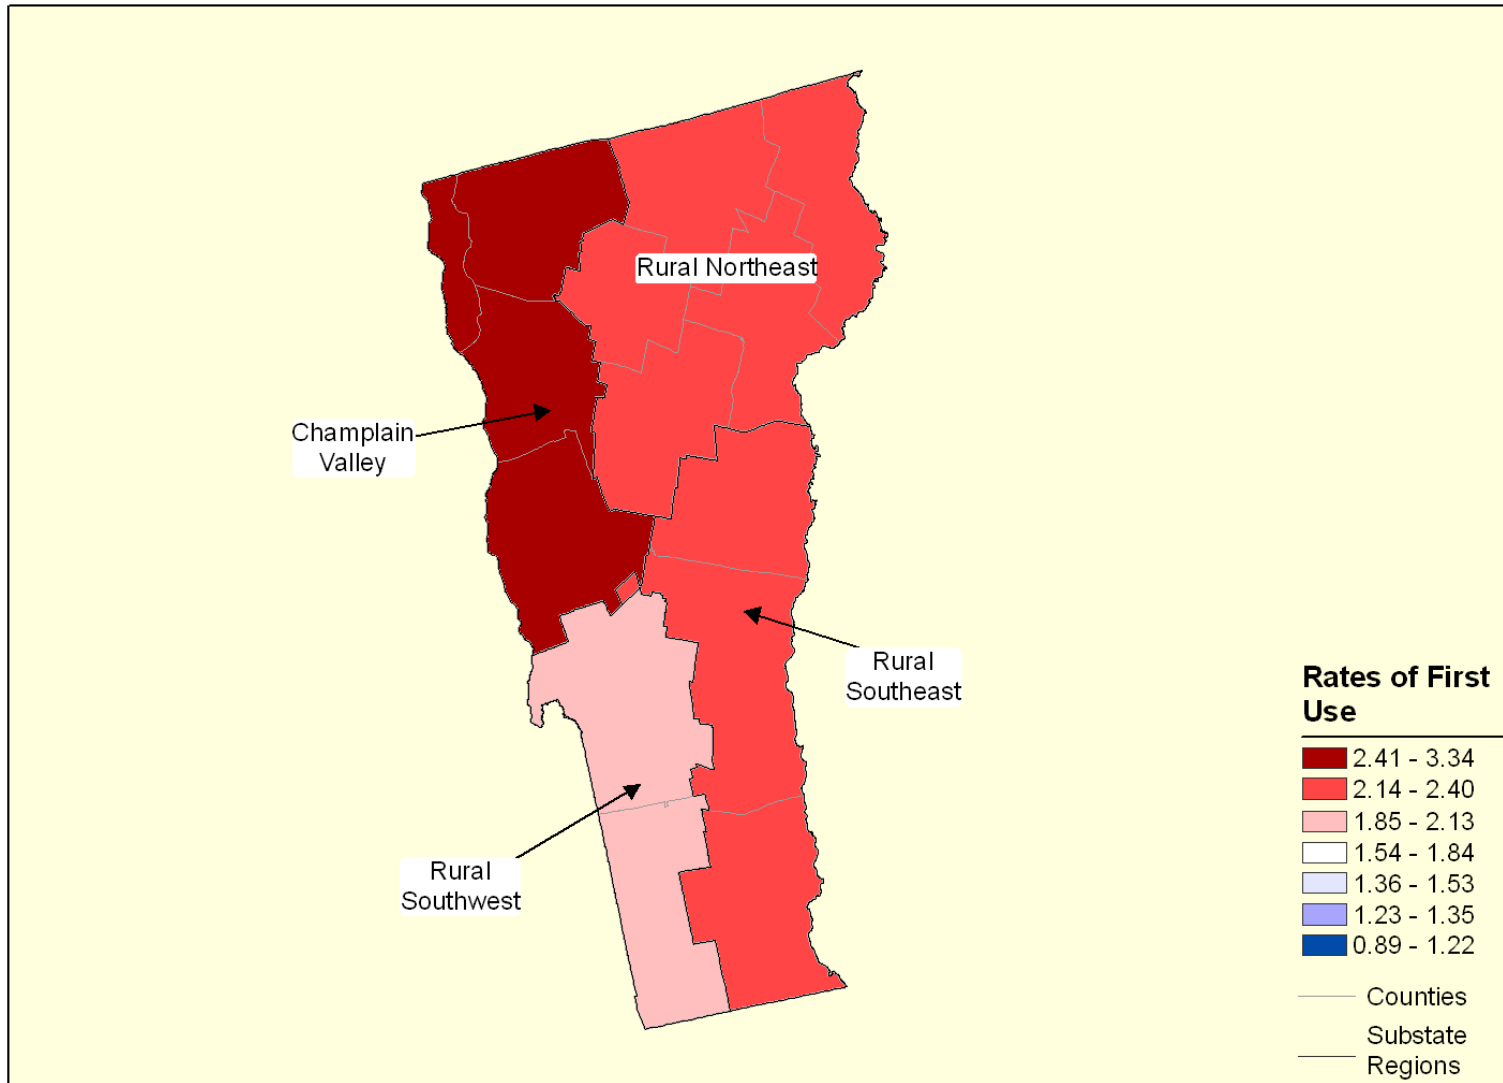 Rural Northeast
Champlain
Valley
Rural
Southeast
Rural
Southwest
Rates of First
Use
2.41 - 3.34
2.14 - 2.40
1.85 - 2.13
1.54 - 1.84
1.36 - 1.53
1.23 - 1.35
0.89 - 1.22
Counties
Substate
Regions